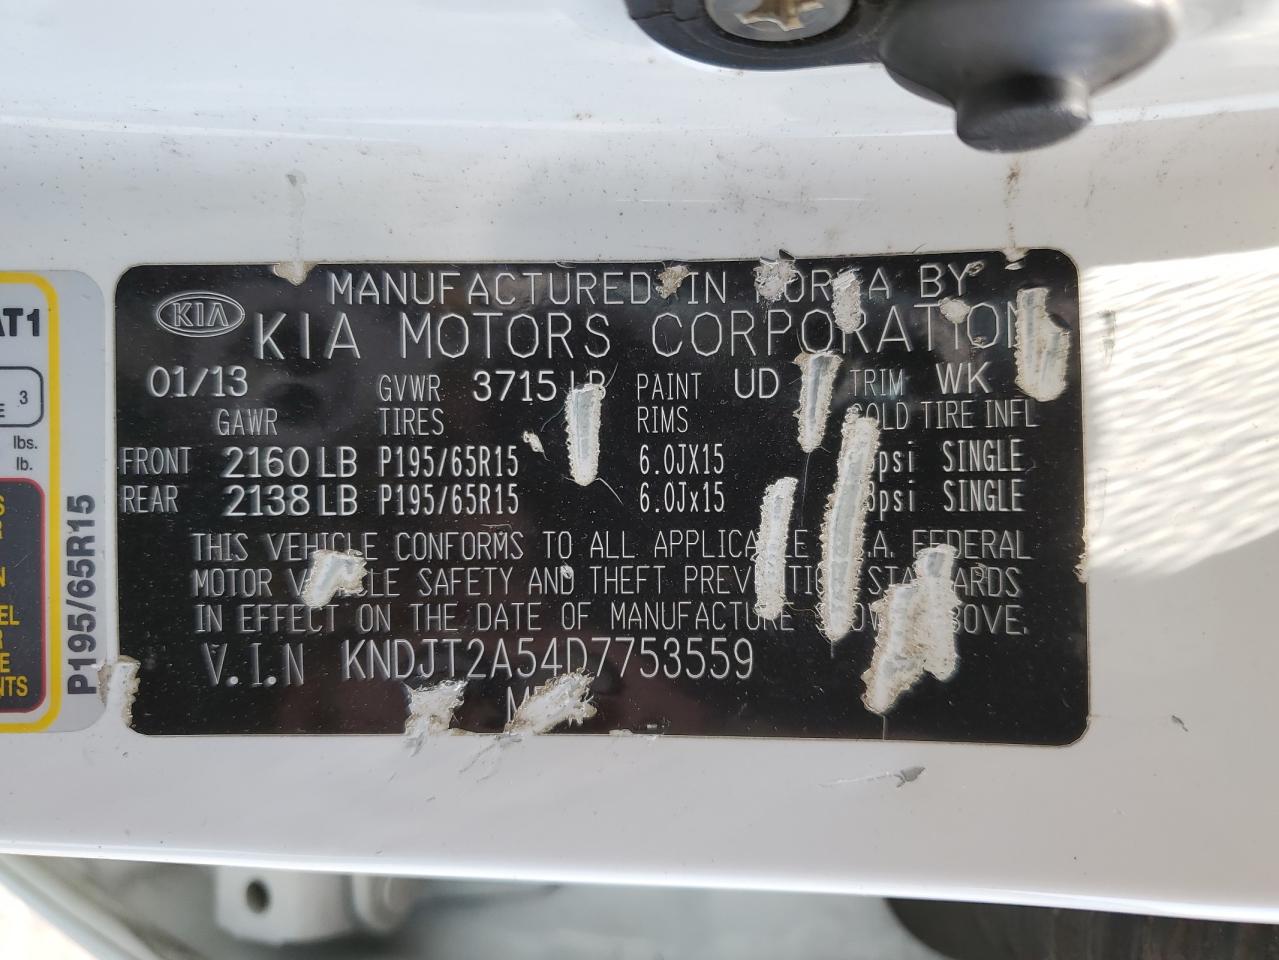 MANUFACTURED IN KOREA BY
KIA KIA MOTORS CORPORATION
01/13 GVWR 3715 LB PAINT UD TRIM WK
GAWR TIRES RIMS COLD TIRE INFL
FRONT 2160 LB P195/65R15 6.0JX15 psi SINGLE
REAR 2138 LB P195/65R15 6.0Jx15 psi SINGLE
THIS VEHICLE CONFORMS TO ALL APPLICABLE FEDERAL
MOTOR VEHICLE SAFETY AND THEFT PREVENTION STANDARDS
IN EFFECT ON THE DATE OF MANUFACTURE SHOWN ABOVE.
V.I.N KNDJT2A54D7753559
AT1
3
lbs.
lb.
P195/65R15